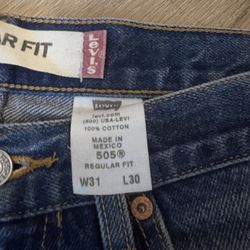 AR FIT
LEVI'S
Levi's
levi.com
(800) USA-LEVI
100% COTTON
MADE IN
MEXICO
505®
REGULAR FIT
W31 L30